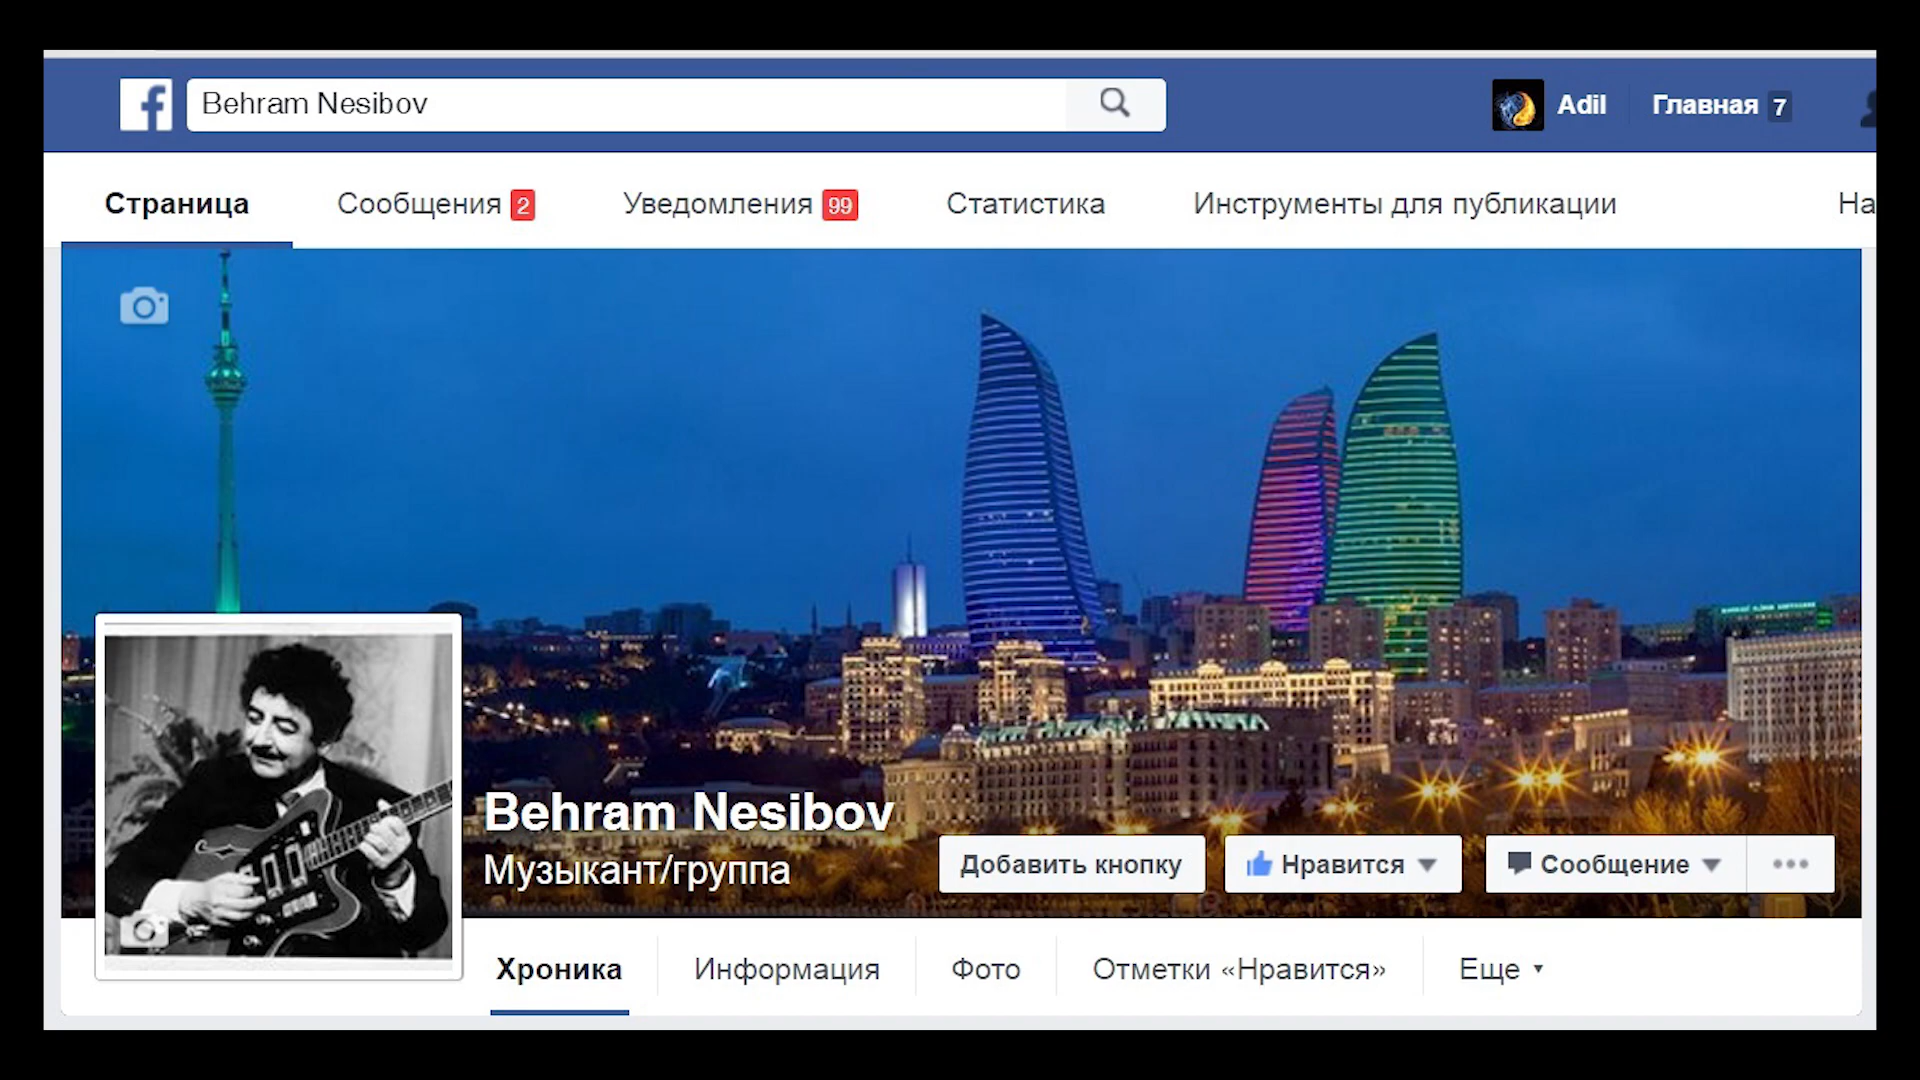 Behram Nesibov
Adil
Главная 7
Страница
Сообщения 2
Уведомления 99
Статистика
Инструменты для публикации
На
Behram Nesibov
Музыкант/группа
Добавить кнопку
Нравится
Сообщение
Хроника
Информация
Фото
Отметки «Нравится»
Еще